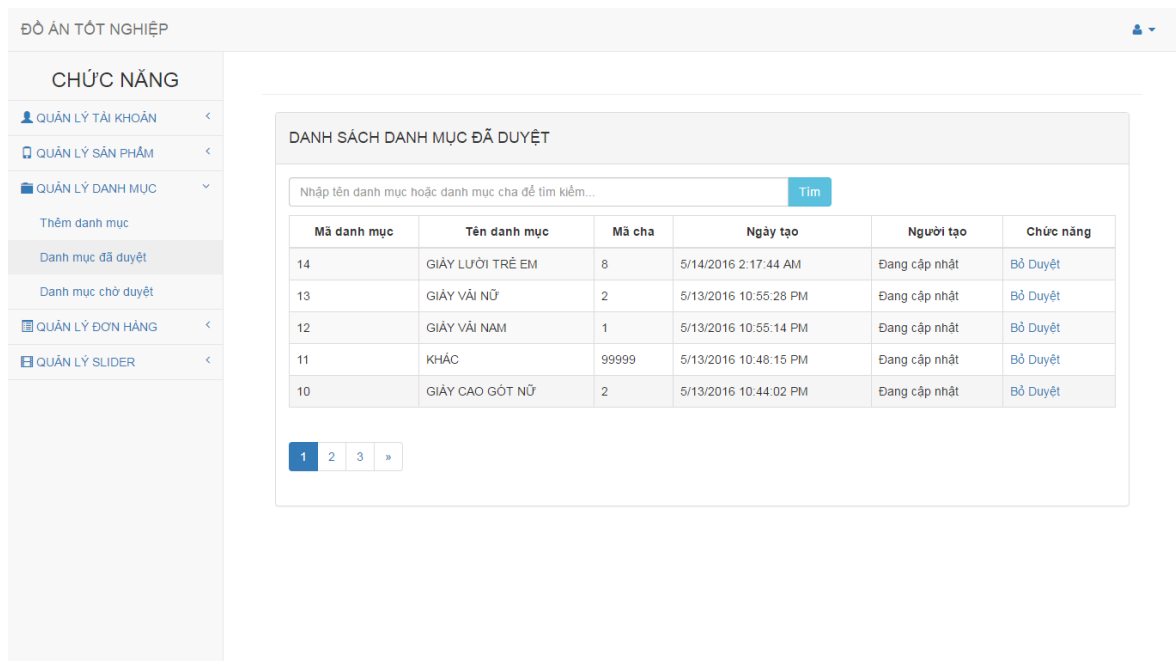 ĐỒ ÁN TỐT NGHIỆP
CHỨC NĂNG
QUẢN LÝ TÀI KHOẢN
QUẢN LÝ SẢN PHẨM
QUẢN LÝ DANH MỤC
Thêm danh mục
Danh mục đã duyệt
Danh mục chờ duyệt
QUẢN LÝ ĐƠN HÀNG
QUẢN LÝ SLIDER
DANH SÁCH DANH MỤC ĐÃ DUYỆT
Nhập tên danh mục hoặc danh mục cha để tìm kiếm... Tìm
Mã danh mục Tên danh mục Mã cha Ngày tạo Người tạo Chức năng
14 GIÀY LƯỜI TRẺ EM 8 5/14/2016 2:17:44 AM Đang cập nhật Bỏ Duyệt
13 GIÀY VẢI NỮ 2 5/13/2016 10:55:28 PM Đang cập nhật Bỏ Duyệt
12 GIÀY VẢI NAM 1 5/13/2016 10:55:14 PM Đang cập nhật Bỏ Duyệt
11 KHÁC 99999 5/13/2016 10:48:15 PM Đang cập nhật Bỏ Duyệt
10 GIÀY CAO GÓT NỮ 2 5/13/2016 10:44:02 PM Đang cập nhật Bỏ Duyệt
1 2 3 »